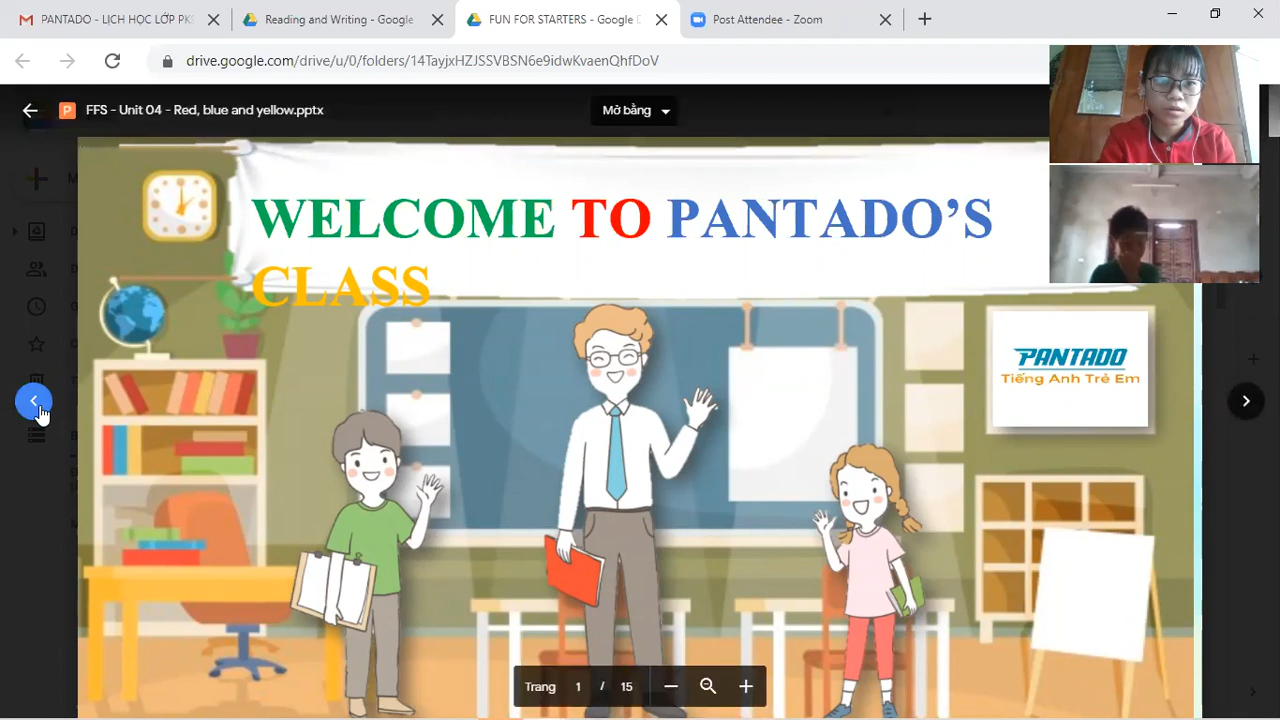 PANTADO - LỊCH HỌC LỚP PKE
Reading and Writing - Google
FUN FOR STARTERS - Google D
Post Attendee - Zoom
drive.google.com/drive/u/0/folders/14TayjxHZJSSVBSN6e9idwKvaenQhfDoV
FFS - Unit 04 - Red, blue and yellow.pptx
Mở bằng
WELCOME TO PANTADO’S
CLASS
PANTADO
Tiếng Anh Trẻ Em
Trang 1 / 15